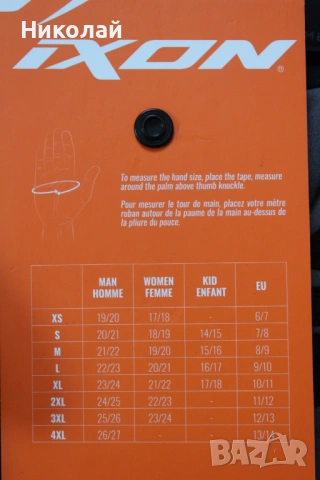 Николай
IXON®
To measure the hand size, place the tape, measure
around the palm above thumb knuckle.
Pour mesurer le tour de main, placez votre mètre
ruban autour de la paume de la main au-dessus de
la pliure du pouce.
MAN HOMME WOMEN FEMME KID ENFANT EU
XS 19/20 17/18 - 6/7
S 20/21 18/19 14/15 7/8
M 21/22 19/20 15/16 8/9
L 22/23 20/21 16/17 9/10
XL 23/24 21/22 17/18 10/11
2XL 24/25 22/23 - 11/12
3XL 25/26 23/24 - 12/13
4XL 26/27 - - 13/14
BAZAR